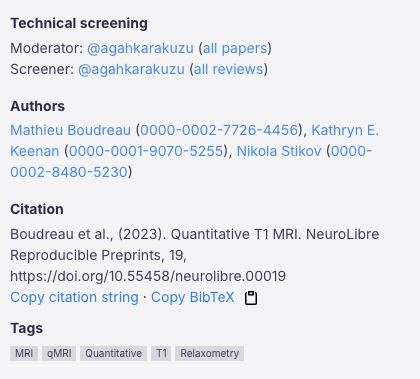 Technical screening
Moderator: @agahkarakuzu (all papers)
Screener: @agahkarakuzu (all reviews)
Authors
Mathieu Boudreau (0000-0002-7726-4456), Kathryn E.
Keenan (0000-0001-9070-5255), Nikola Stikov (0000-
0002-8480-5230)
Citation
Boudreau et al., (2023). Quantitative T1 MRI. NeuroLibre
Reproducible Preprints, 19,
https://doi.org/10.55458/neurolibre.00019
Copy citation string · Copy BibTeX
Tags
MRI qMRI Quantitative T1 Relaxometry